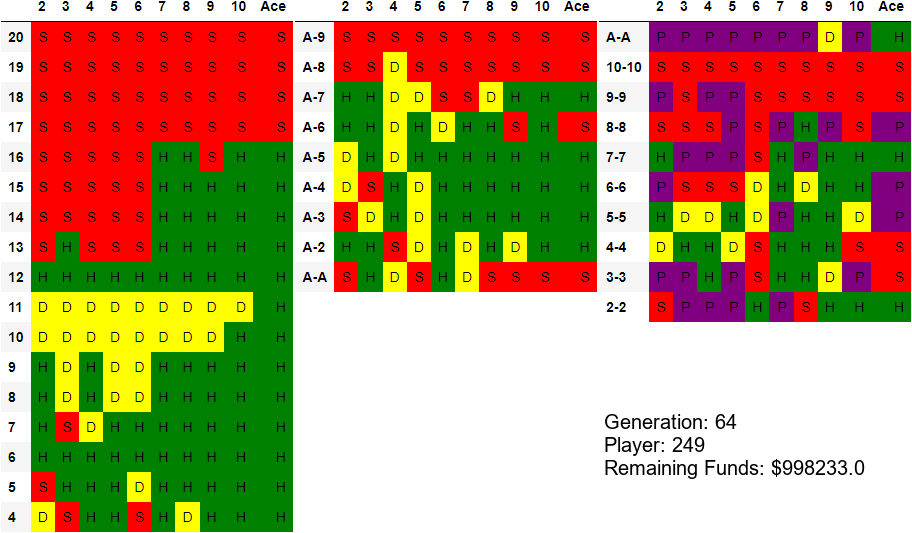 2 3 4 5 6 7 8 9 10 Ace
20 S S S S S S S S S S
19 S S S S S S S S S S
18 S S S S S S S S S S
17 S S S S S S S S S S
16 S S S S S H H S H H
15 S S S S S H H H H H
14 S S S S S H H H H H
13 S H S S S H H H H H
12 H H H H H H H H H H
11 D D D D D D D D D H
10 D D D D D D D D H H
9 H D H D D H H H H H
8 H D H D D H H H H H
7 H S D H H H H H H H
6 H H H H H H H H H H
5 S H H H D H H H H H
4 D S H H S H D H H H
2 3 4 5 6 7 8 9 10 Ace
A-9 S S S S S S S S S S
A-8 S S D S S S S S S S
A-7 H H D D S S D H H H
A-6 H H D H D H H S H S
A-5 D H D H H H H H H H
A-4 D S H D H H H H H H
A-3 S D H D H H H H H H
A-2 H H S D H D H D H H
A-A S H D S H D S S S S
2 3 4 5 6 7 8 9 10 Ace
A-A P P P P P P P D P H
10-10 S S S S S S S S S S
9-9 P S P P S S S S S S
8-8 S S S P S P H P S P
7-7 H P P P S H P H H H
6-6 P S S S D H D H H P
5-5 H D D H D P H H D P
4-4 D H H D S H H H S S
3-3 P P H P S H H D P S
2-2 S P P P H P S H H H
Generation: 64
Player: 249
Remaining Funds: $998233.0